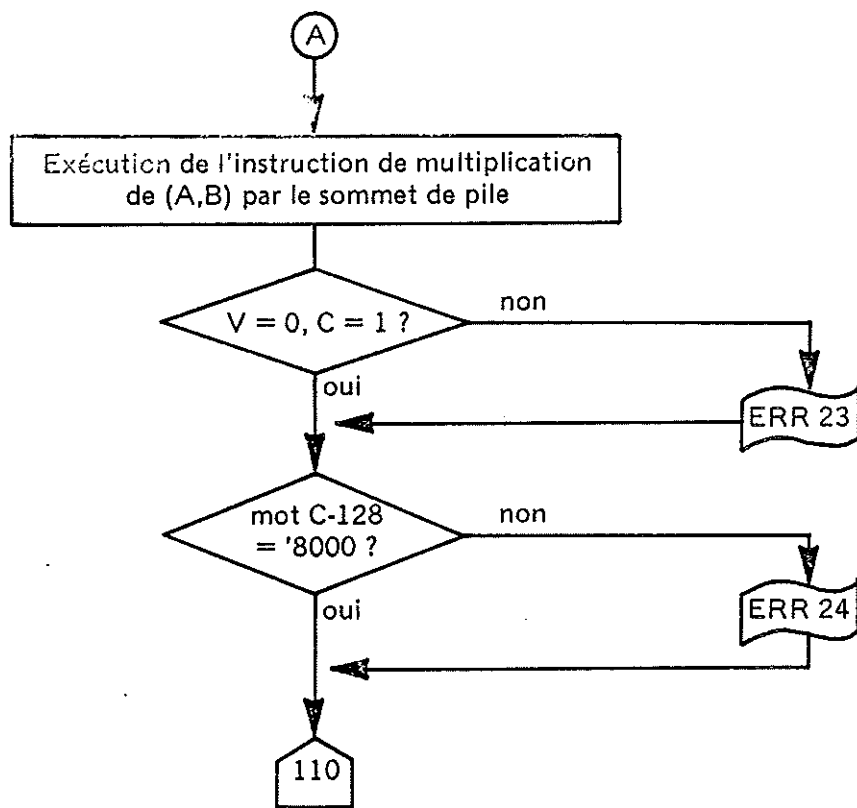 A
Exécution de l'instruction de multiplication
de (A,B) par le sommet de pile
V = 0, C = 1 ?
non
oui
ERR 23
mot C-128
= '8000 ?
non
oui
ERR 24
110